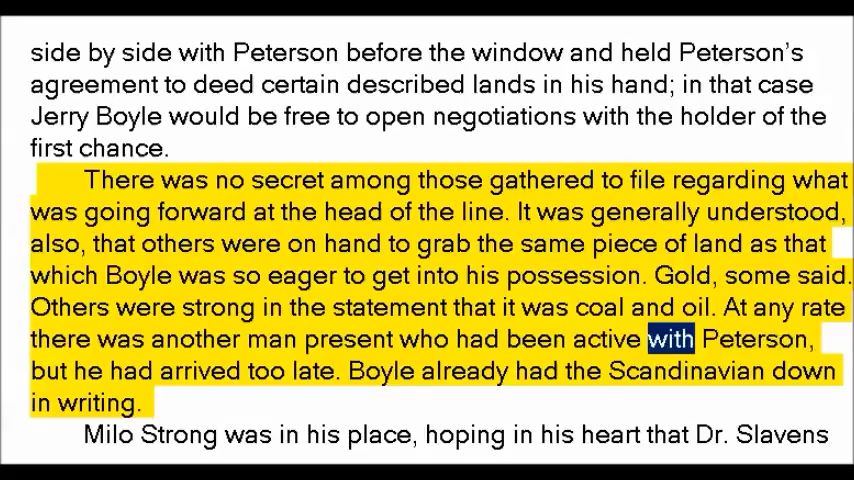 side by side with Peterson before the window and held Peterson's
agreement to deed certain described lands in his hand; in that case
Jerry Boyle would be free to open negotiations with the holder of the
first chance.
There was no secret among those gathered to file regarding what
was going forward at the head of the line. It was generally understood,
also, that others were on hand to grab the same piece of land as that
which Boyle was so eager to get into his possession. Gold, some said.
Others were strong in the statement that it was coal and oil. At any rate
there was another man present who had been active with Peterson,
but he had arrived too late. Boyle already had the Scandinavian down
in writing.
Milo Strong was in his place, hoping in his heart that Dr. Slavens